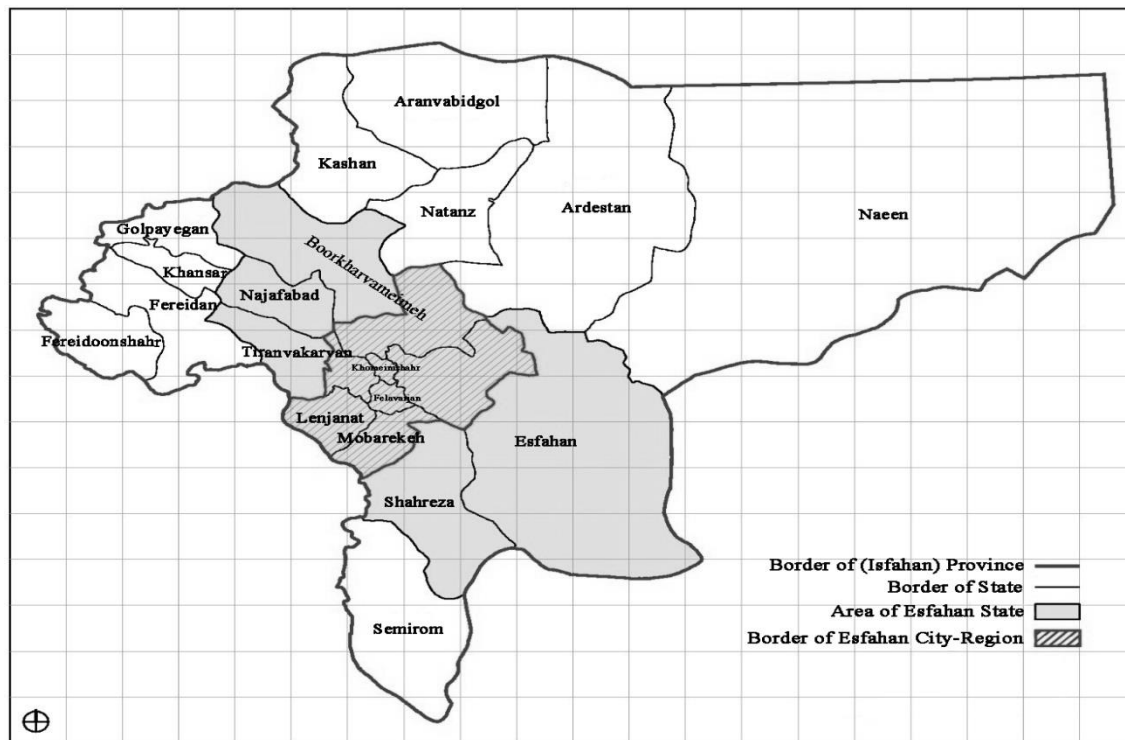 Aranvabidgol
Kashan
Natanz
Ardestan
Naeen
Golpayegan
Khansar
Boorkharvameimeh
Najafabad
Fereidan
Fereidoonshahr
Tiranvakaryan
Khomeinishahr
Felavarjan
Lenjanat
Mobarekeh
Esfahan
Shahreza
Semirom
Border of (Isfahan) Province
Border of State
Area of Esfahan State
Border of Esfahan City-Region